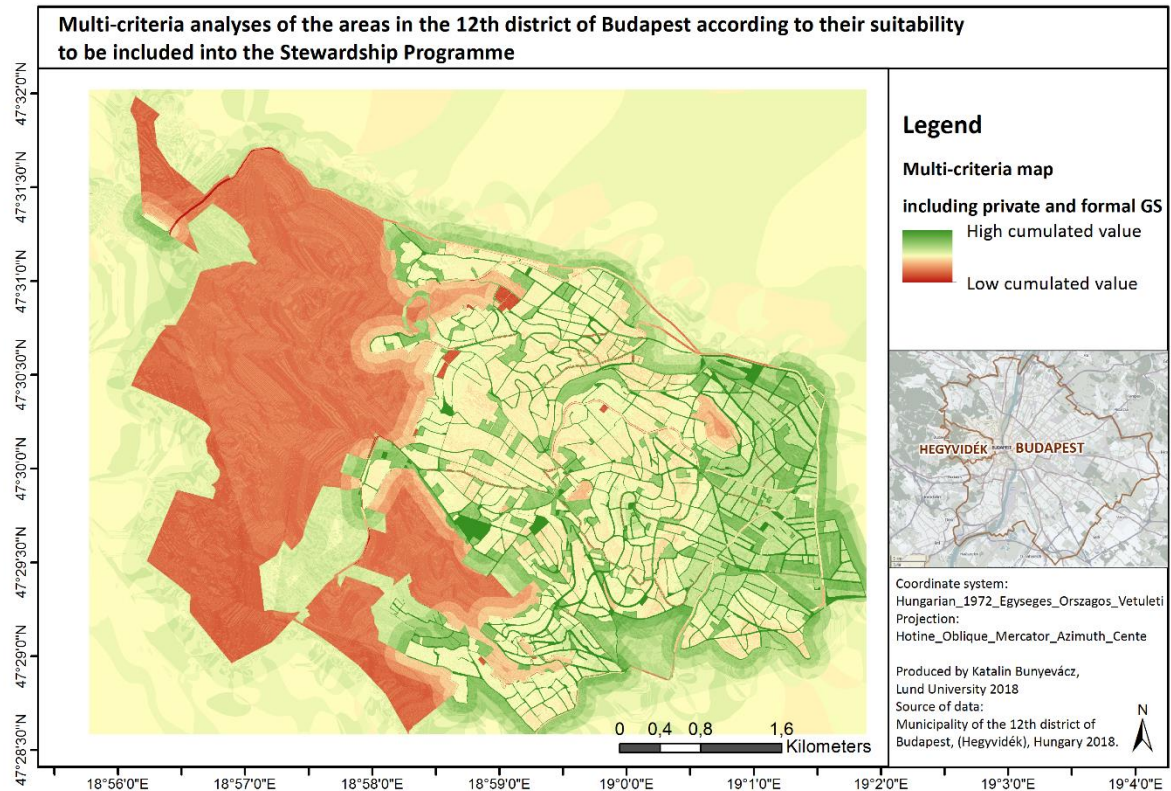 Multi-criteria analyses of the areas in the 12th district of Budapest according to their suitability
to be included into the Stewardship Programme
47°32'0"N
47°31'30"N
47°31'0"N
47°30'30"N
47°30'0"N
47°29'30"N
47°29'0"N
47°28'30"N
Legend
Multi-criteria map
including private and formal GS
High cumulated value
Low cumulated value
HEGYVIDÉK
BUDAPEST
Coordinate system:
Hungarian_1972_Egyseges_Orszagos_Vetuleti
Projection:
Hotine_Oblique_Mercator_Azimuth_Cente
Produced by Katalin Bunyevácz,
Lund University 2018
Source of data:
Municipality of the 12th district of
Budapest, (Hegyvidék), Hungary 2018.
N
0 0,4 0,8 1,6
Kilometers
18°56'0"E 18°57'0"E 18°58'0"E 18°59'0"E 19°0'0"E 19°1'0"E 19°2'0"E 19°3'0"E 19°4'0"E